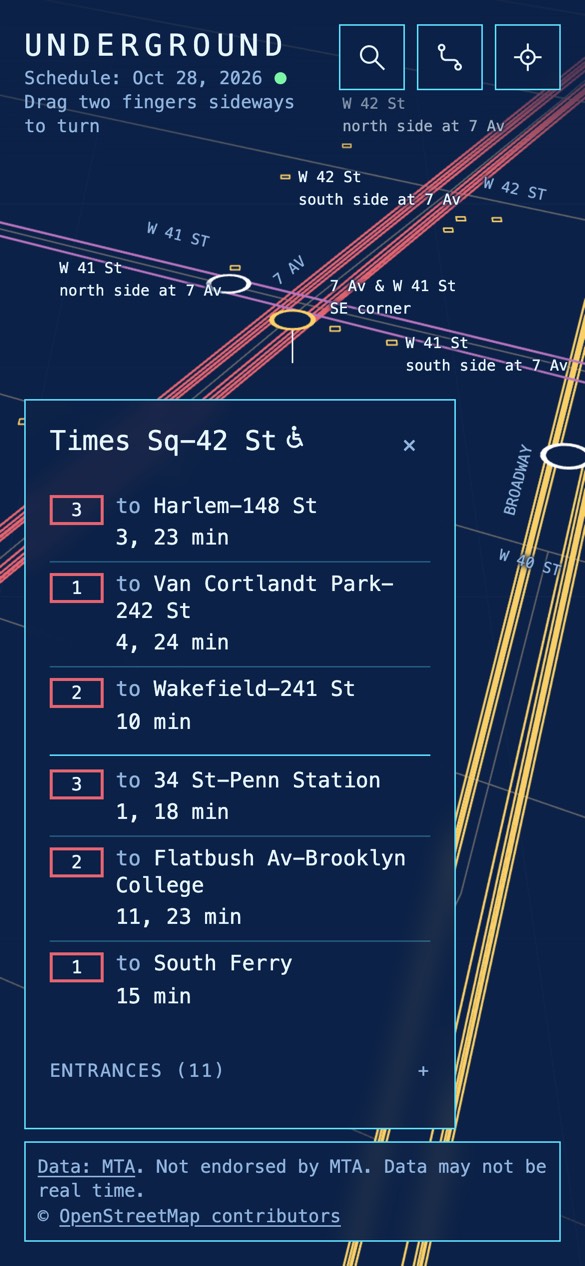 UNDERGROUND
Schedule: Oct 28, 2026
Drag two fingers sideways
to turn
W 42 St
north side at 7 Av
W 42 St
south side at 7 Av
W 42 ST
W 41 ST
7 AV
W 41 St
north side at 7 Av
7 Av & W 41 St
SE corner
W 41 St
south side at 7 Av
BROADWAY
W 40 ST
Times Sq–42 St
×
3 to Harlem–148 St
3, 23 min
1 to Van Cortlandt Park–
242 St
4, 24 min
2 to Wakefield–241 St
10 min
3 to 34 St–Penn Station
1, 18 min
2 to Flatbush Av–Brooklyn
College
11, 23 min
1 to South Ferry
15 min
ENTRANCES (11) +
Data: MTA. Not endorsed by MTA. Data may not be
real time.
© OpenStreetMap contributors